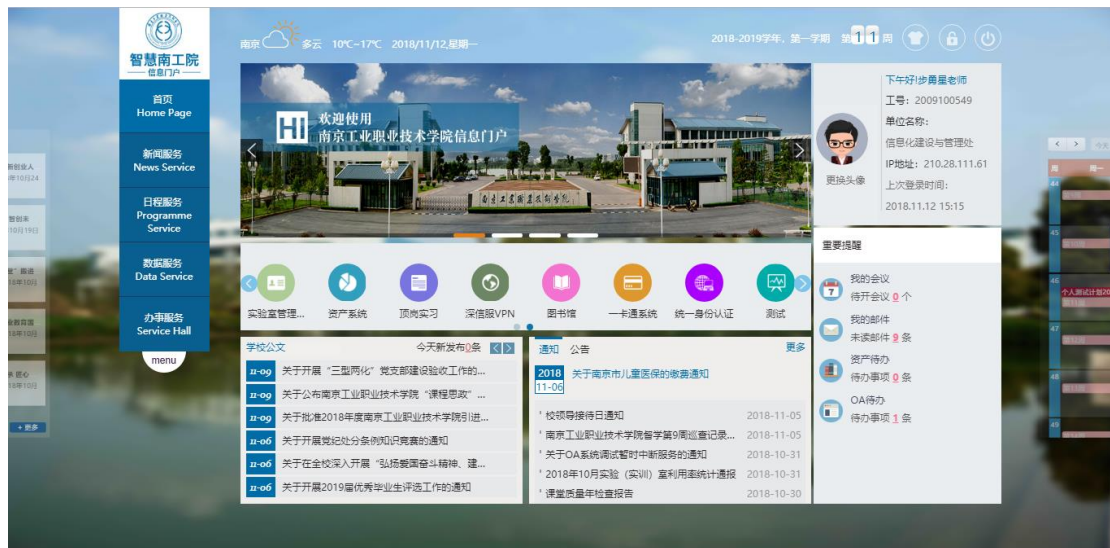 智慧南工院
信息门户
首页
Home Page
新闻服务
News Service
日程服务
Programme
Service
数据服务
Data Service
办事服务
Service Hall
menu
南京 多云 10℃~17℃ 2018/11/12,星期一
2018-2019学年，第一学期 第11周
HI 欢迎使用
南京工业职业技术学院信息门户
南京工业职业技术学院
下午好!步勇星老师
工号：2009100549
单位名称：
信息化建设与管理处
IP地址：210.28.111.61
上次登录时间：
2018.11.12 15:15
更换头像
重要提醒
我的会议
待开会议 0 个
我的邮件
未读邮件 9 条
资产待办
待办事项 0 条
OA待办
待办事项 1 条
实验室管理...
资产系统
顶岗实习
深信服VPN
图书馆
一卡通系统
统一身份认证
测试
学校公文 今天新发布0条
11-09 关于开展“三型两化”党支部建设验收工作的...
11-09 关于公布南京工业职业技术学院“课程思政”...
11-09 关于批准2018年度南京工业职业技术学院引进...
11-06 关于开展党纪处分条例知识竞赛的通知
11-06 关于在全校深入开展“弘扬爱国奋斗精神、建...
11-06 关于开展2019届优秀毕业生评选工作的通知
通知 公告 更多
2018
11-06
关于南京市儿童医保的缴费通知
校领导接待日通知 2018-11-05
南京工业职业技术学院督学第9周巡查记录... 2018-11-05
关于OA系统调试暂时中断服务的通知 2018-10-31
2018年10月实验（实训）室利用率统计通报 2018-10-31
课堂质量年检查报告 2018-10-30
+ 更多
今天
周一
44
45
46
个人测试计划20
47
48
49